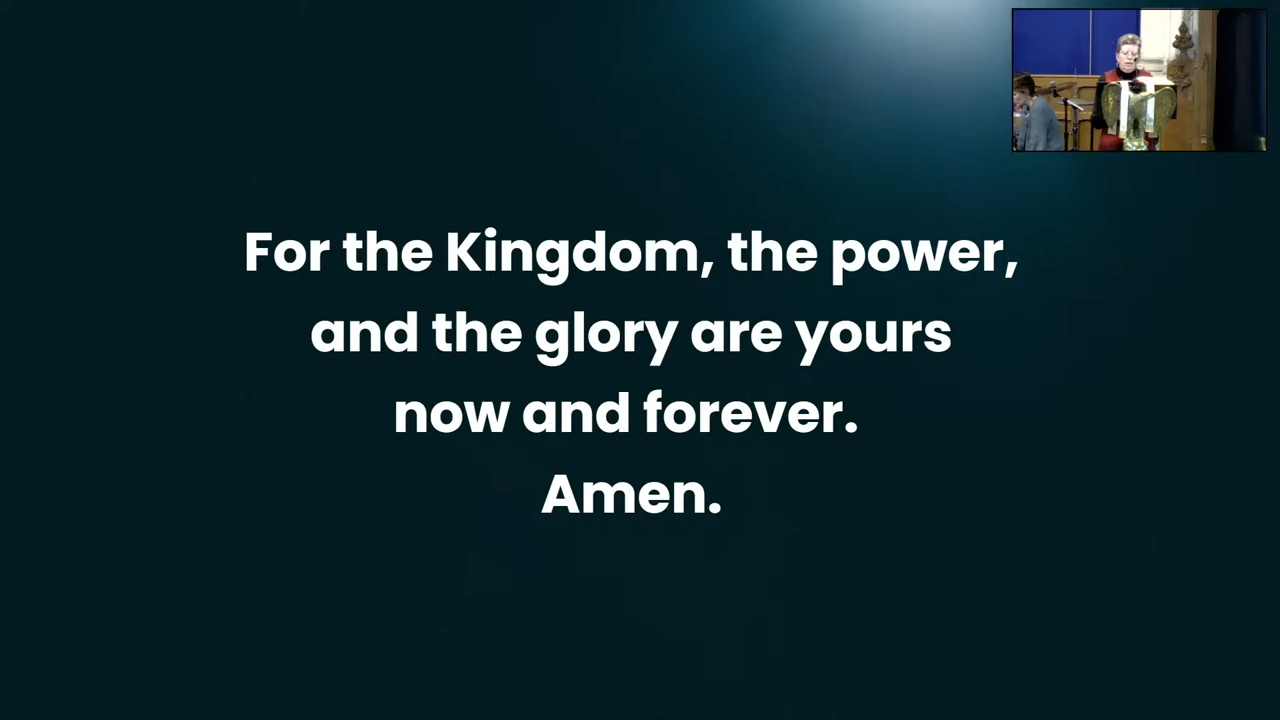 For the Kingdom, the power,
and the glory are yours
now and forever.
Amen.